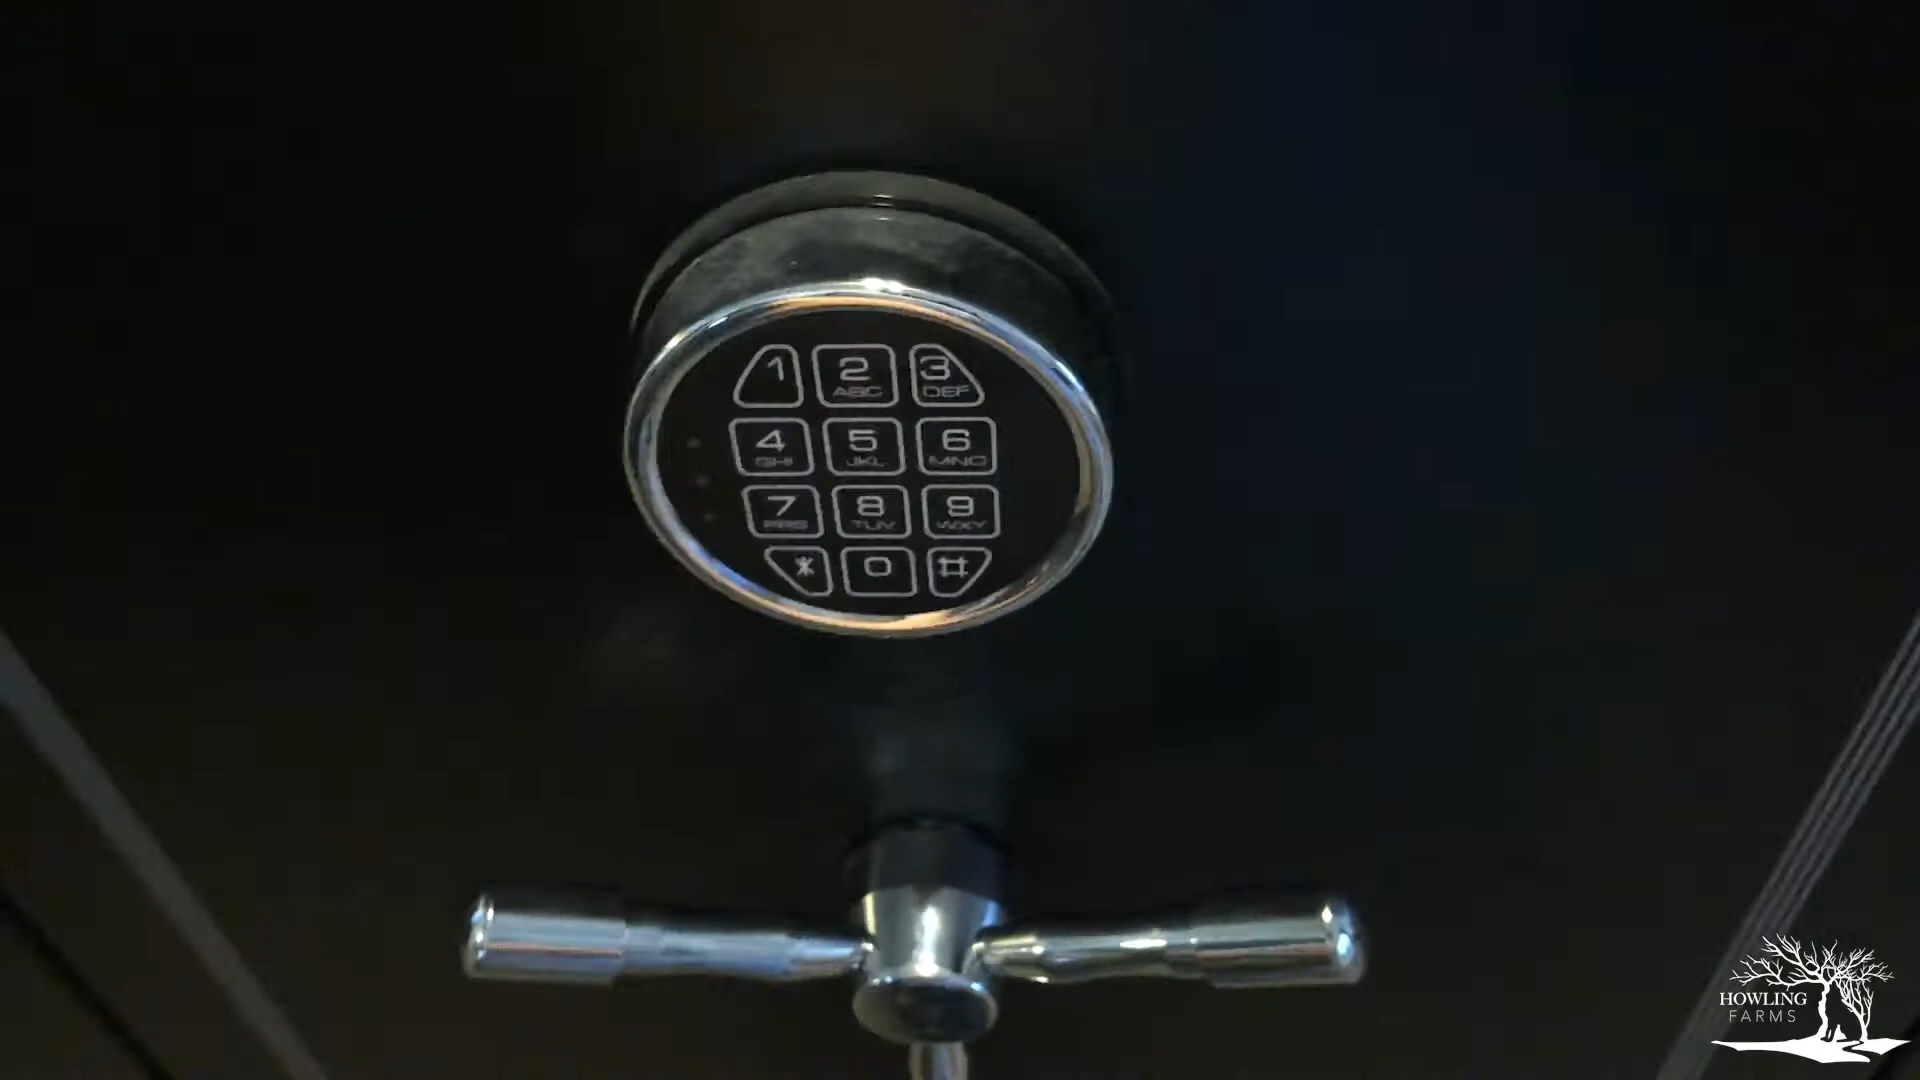 1 2 3
ABC DEF
4 5 6
GHI JKL MNO
7 8 9
PRS TUV WXY
* 0 #
HOWLING
FARMS